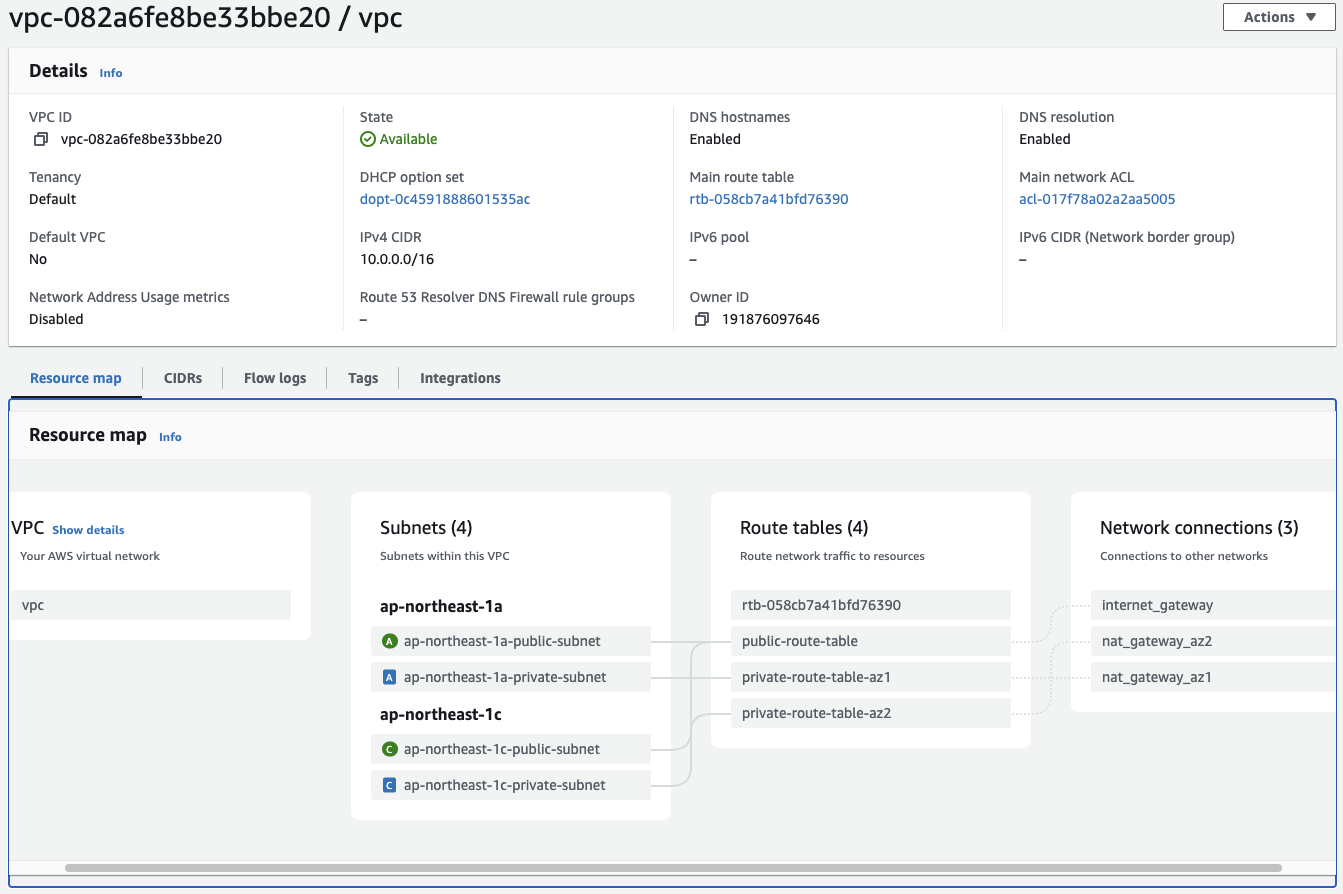 vpc-082a6fe8be33bbe20 / vpc
Actions
Details Info
VPC ID
vpc-082a6fe8be33bbe20
State
Available
DNS hostnames
Enabled
DNS resolution
Enabled
Tenancy
Default
DHCP option set
dopt-0c4591888601535ac
Main route table
rtb-058cb7a41bfd76390
Main network ACL
acl-017f78a02a2aa5005
Default VPC
No
IPv4 CIDR
10.0.0.0/16
IPv6 pool
–
IPv6 CIDR (Network border group)
–
Network Address Usage metrics
Disabled
Route 53 Resolver DNS Firewall rule groups
–
Owner ID
191876097646
Resource map
CIDRs
Flow logs
Tags
Integrations
Resource map Info
VPC Show details
Your AWS virtual network
vpc
Subnets (4)
Subnets within this VPC
ap-northeast-1a
A ap-northeast-1a-public-subnet
A ap-northeast-1a-private-subnet
ap-northeast-1c
C ap-northeast-1c-public-subnet
C ap-northeast-1c-private-subnet
Route tables (4)
Route network traffic to resources
rtb-058cb7a41bfd76390
public-route-table
private-route-table-az1
private-route-table-az2
Network connections (3)
Connections to other networks
internet_gateway
nat_gateway_az2
nat_gateway_az1